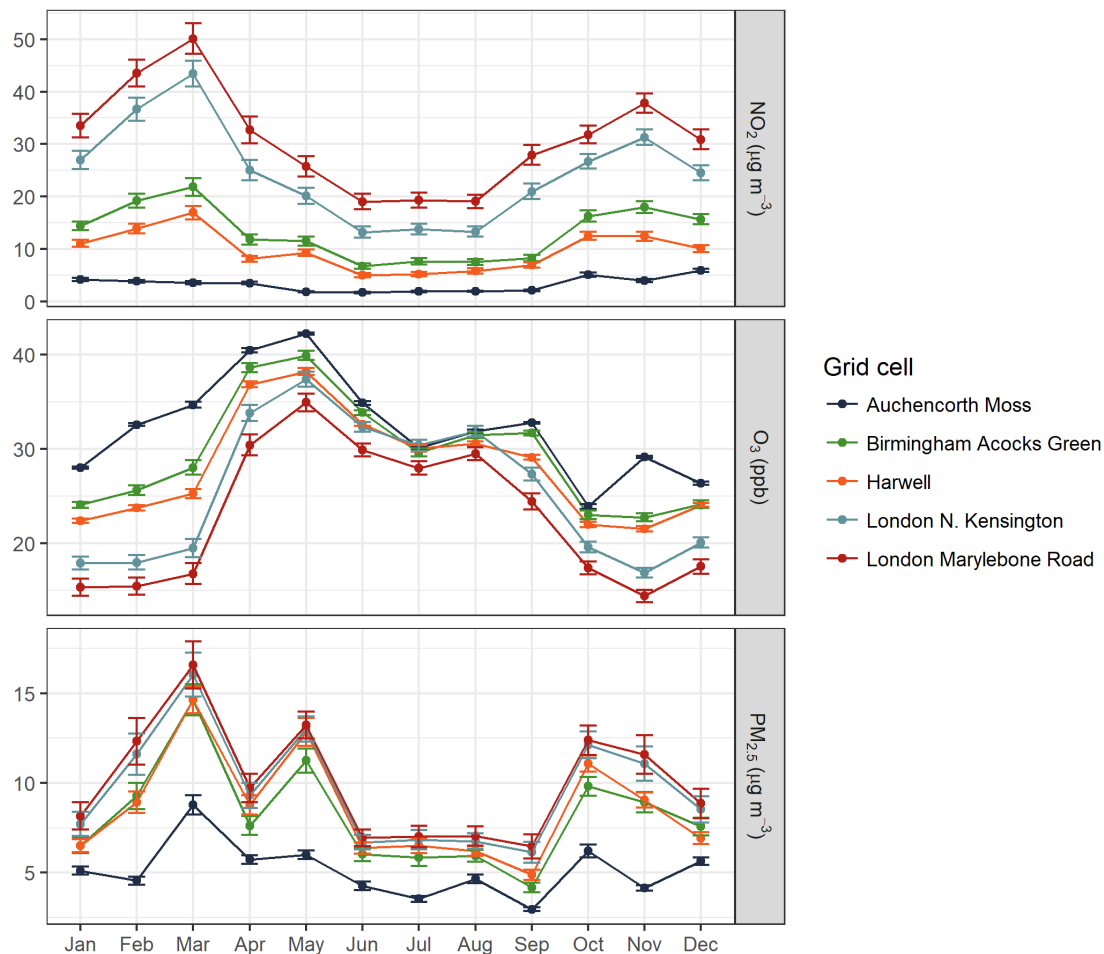 50
40
30
20
10
0
NO₂ (µg m⁻³)
40
30
20
O₃ (ppb)
15
10
5
PM₂.₅ (µg m⁻³)
Jan Feb Mar Apr May Jun Jul Aug Sep Oct Nov Dec
Grid cell
Auchencorth Moss
Birmingham Acocks Green
Harwell
London N. Kensington
London Marylebone Road